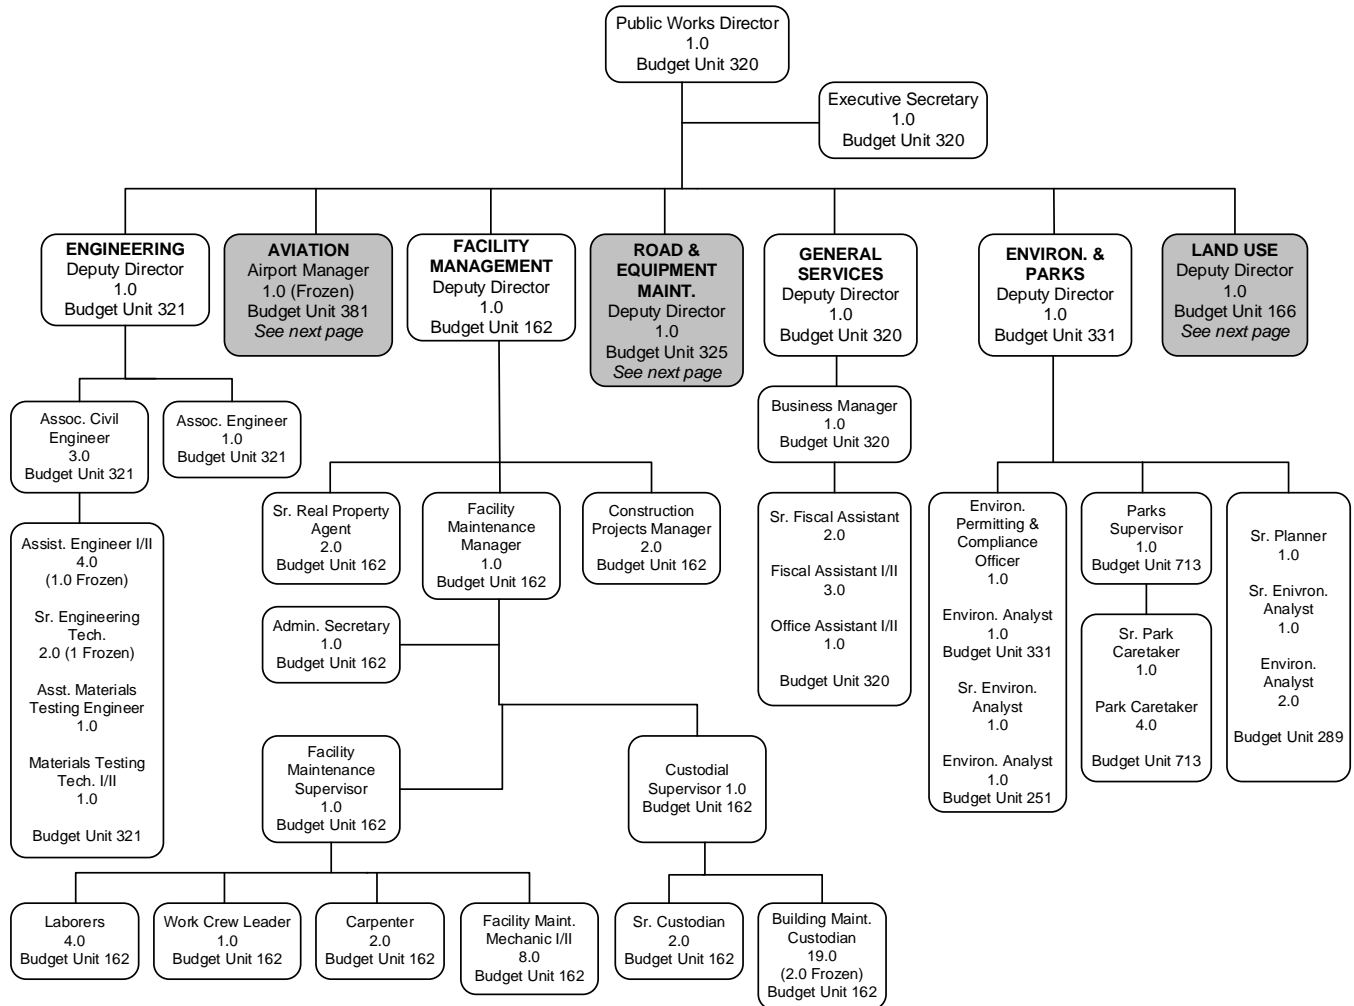 Public Works Director
1.0
Budget Unit 320
Executive Secretary
1.0
Budget Unit 320
ENGINEERING
Deputy Director
1.0
Budget Unit 321
AVIATION
Airport Manager
1.0 (Frozen)
Budget Unit 381
See next page
FACILITY
MANAGEMENT
Deputy Director
1.0
Budget Unit 162
ROAD &
EQUIPMENT
MAINT.
Deputy Director
1.0
Budget Unit 325
See next page
GENERAL
SERVICES
Deputy Director
1.0
Budget Unit 320
ENVIRON. &
PARKS
Deputy Director
1.0
Budget Unit 331
LAND USE
Deputy Director
1.0
Budget Unit 166
See next page
Assoc. Civil
Engineer
3.0
Budget Unit 321
Assoc. Engineer
1.0
Budget Unit 321
Business Manager
1.0
Budget Unit 320
Assist. Engineer I/II
4.0
(1.0 Frozen)
Sr. Engineering
Tech.
2.0 (1 Frozen)
Asst. Materials
Testing Engineer
1.0
Materials Testing
Tech. I/II
1.0
Budget Unit 321
Sr. Real Property
Agent
2.0
Budget Unit 162
Facility
Maintenance
Manager
1.0
Budget Unit 162
Construction
Projects Manager
2.0
Budget Unit 162
Sr. Fiscal Assistant
2.0
Fiscal Assistant I/II
3.0
Office Assistant I/II
1.0
Budget Unit 320
Environ.
Permitting &
Compliance
Officer
1.0
Environ. Analyst
1.0
Budget Unit 331
Sr. Environ.
Analyst
1.0
Environ. Analyst
1.0
Budget Unit 251
Parks
Supervisor
1.0
Budget Unit 713
Sr. Park
Caretaker
1.0
Park Caretaker
4.0
Budget Unit 713
Sr. Planner
1.0
Sr. Enivron.
Analyst
1.0
Environ.
Analyst
2.0
Budget Unit 289
Admin. Secretary
1.0
Budget Unit 162
Facility
Maintenance
Supervisor
1.0
Budget Unit 162
Custodial
Supervisor 1.0
Budget Unit 162
Laborers
4.0
Budget Unit 162
Work Crew Leader
1.0
Budget Unit 162
Carpenter
2.0
Budget Unit 162
Facility Maint.
Mechanic I/II
8.0
Budget Unit 162
Sr. Custodian
2.0
Budget Unit 162
Building Maint.
Custodian
19.0
(2.0 Frozen)
Budget Unit 162